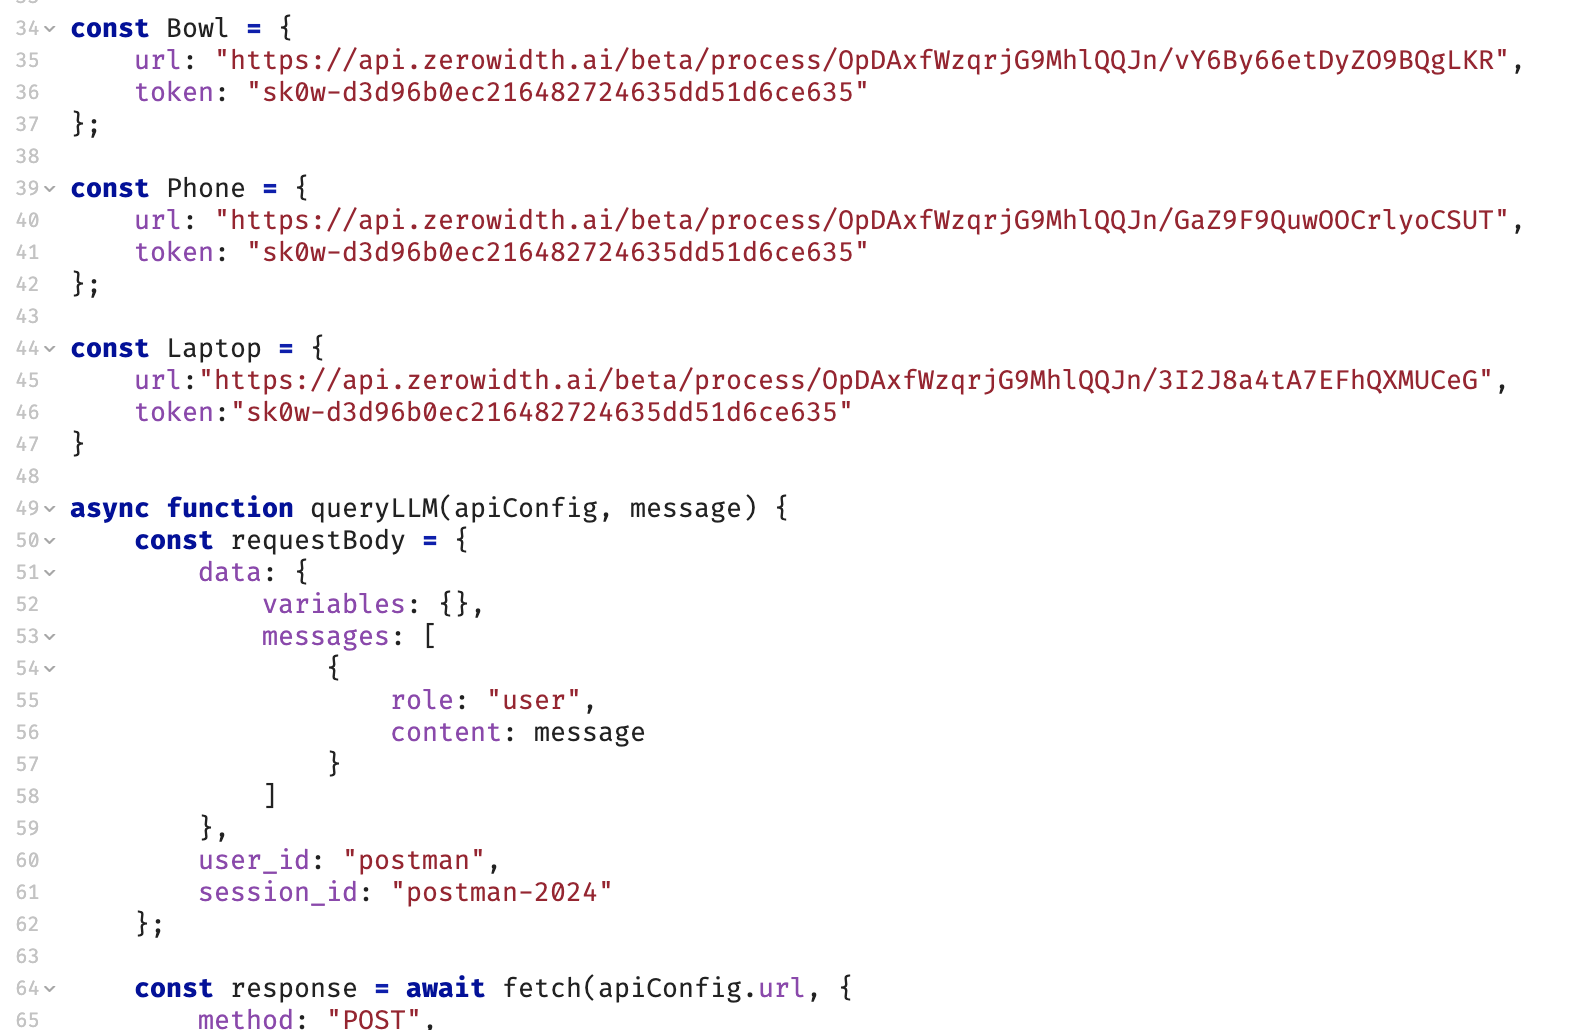 34 const Bowl = {
35 url: "https://api.zerowidth.ai/beta/process/OpDAxfWzqrjG9MhlQQJn/vY6By66etDyZO9BQgLKR",
36 token: "sk0w-d3d96b0ec216482724635dd51d6ce635"
37 };
38
39 const Phone = {
40 url: "https://api.zerowidth.ai/beta/process/OpDAxfWzqrjG9MhlQQJn/GaZ9F9QuwOOCrlyoCSUT",
41 token: "sk0w-d3d96b0ec216482724635dd51d6ce635"
42 };
43
44 const Laptop = {
45 url:"https://api.zerowidth.ai/beta/process/OpDAxfWzqrjG9MhlQQJn/3I2J8a4tA7EFhQXMUCeG",
46 token:"sk0w-d3d96b0ec216482724635dd51d6ce635"
47 }
48
49 async function queryLLM(apiConfig, message) {
50 const requestBody = {
51 data: {
52 variables: {},
53 messages: [
54 {
55 role: "user",
56 content: message
57 }
58 ]
59 },
60 user_id: "postman",
61 session_id: "postman-2024"
62 };
63
64 const response = await fetch(apiConfig.url, {
65 method: "POST",